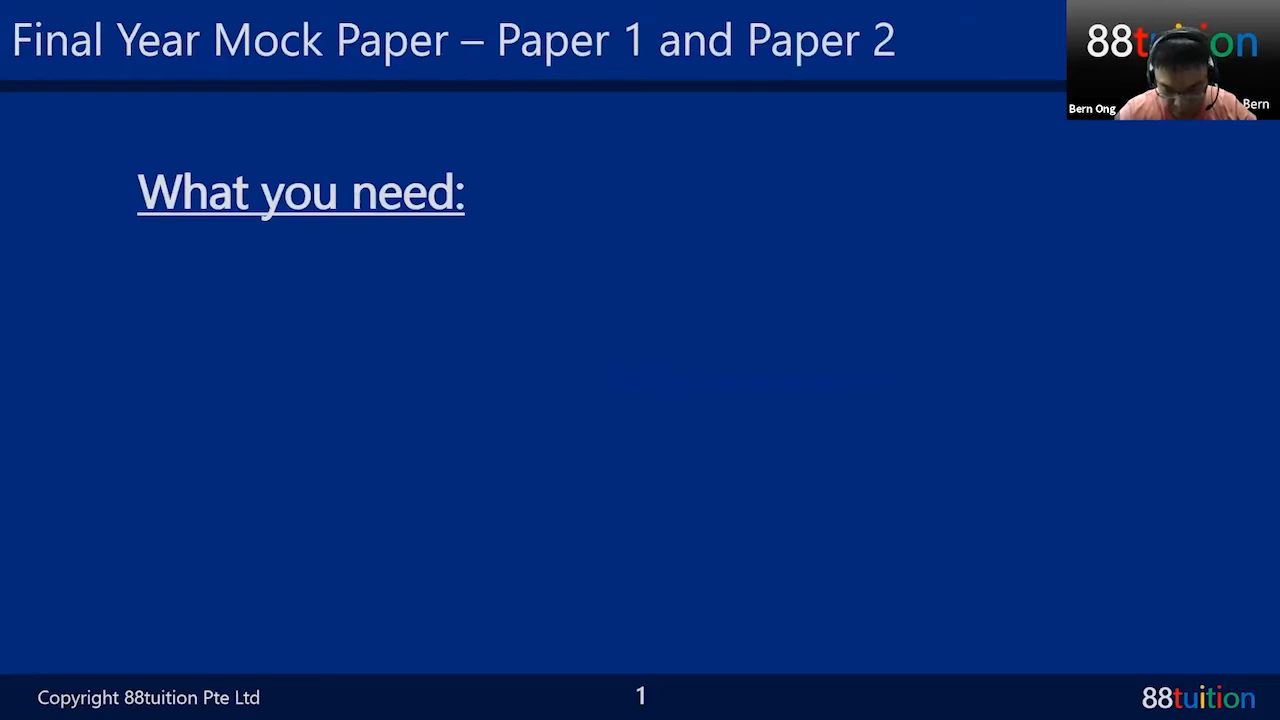 Final Year Mock Paper – Paper 1 and Paper 2
88tuition
Bern Ong
Bern
What you need:
Copyright 88tuition Pte Ltd
1
88tuition